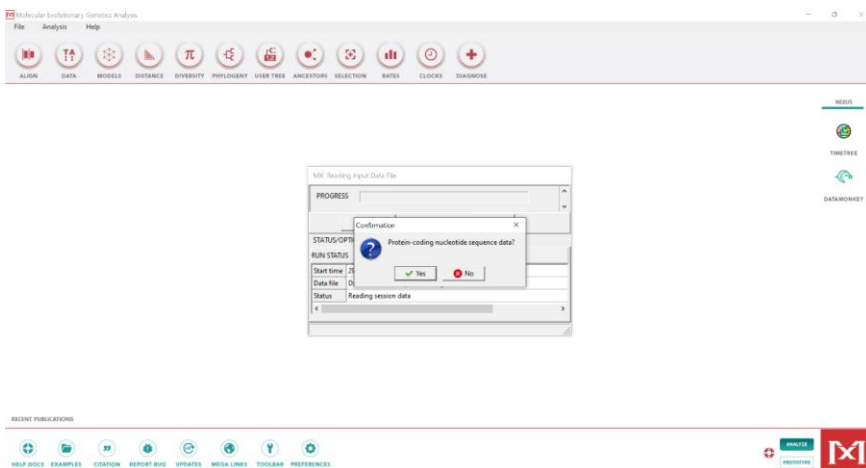 Molecular Evolutionary Genetics Analysis
File Analysis Help
ALIGN DATA MODELS DISTANCE DIVERSITY PHYLOGENY USER TREE ANCESTORS SELECTION RATES CLOCKS DIAGNOSE
NEXUS
TIMETREE
DATAMONKEY
MX: Reading Input Data File
PROGRESS
Confirmation
Protein-coding nucleotide sequence data?
Yes No
STATUS/OPTI
RUN STATUS
Start time
Data file
Status Reading session data
RECENT PUBLICATIONS
HELP DOCS EXAMPLES CITATION REPORT BUG UPDATES MEGA LINKS TOOLBAR PREFERENCES
ANALYZE
PROTOTYPE